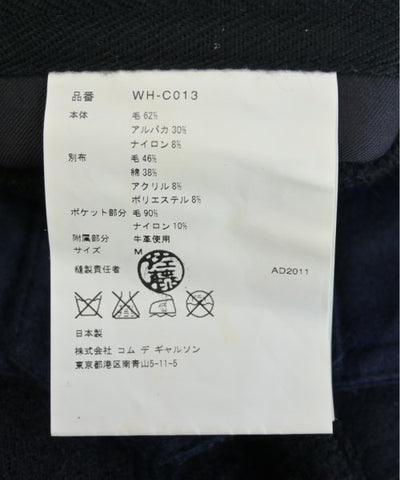 品番 WH-C013
本体 毛 62%
アルパカ 30%
ナイロン 8%
別布 毛 46%
綿 38%
アクリル 8%
ポリエステル 8%
ポケット部分 毛 90%
ナイロン 10%
附属部分 牛革使用
サイズ M
縫製責任者 AD2011
日本製
株式会社 コム デ ギャルソン
東京都港区南青山5-11-5